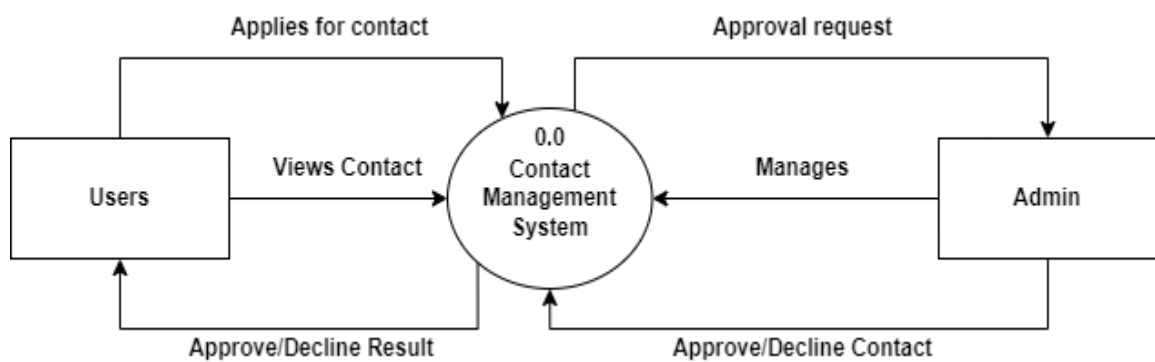 Applies for contact
Approval request
0.0
Contact
Management
System
Users
Views Contact
Manages
Admin
Approve/Decline Result
Approve/Decline Contact